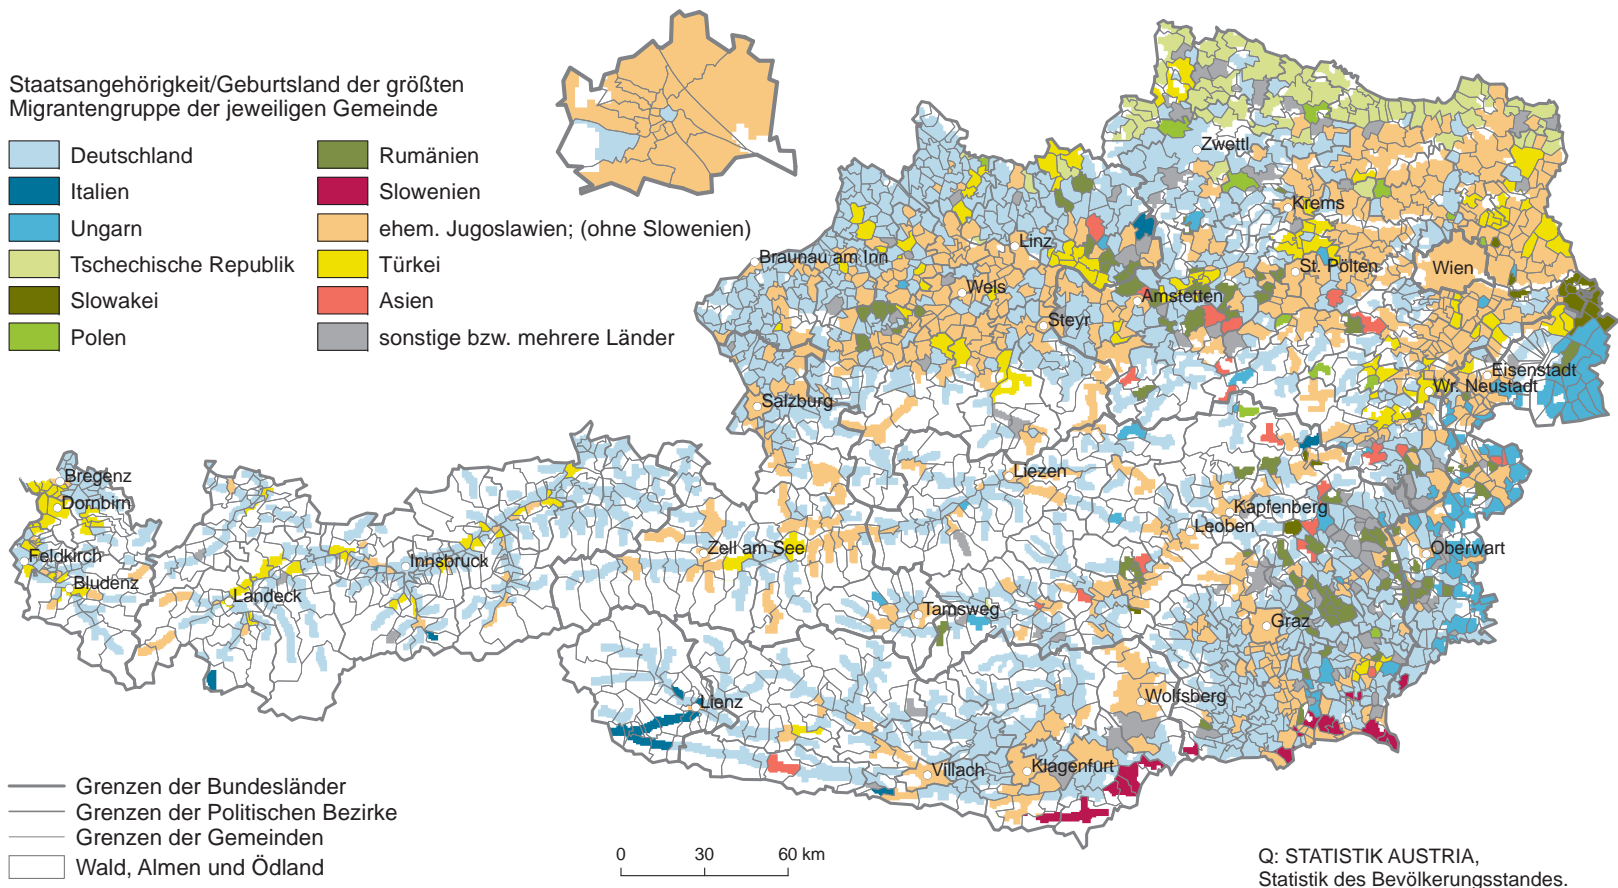 Staatsangehörigkeit/Geburtsland der größten
Migrantengruppe der jeweiligen Gemeinde
Deutschland
Italien
Ungarn
Tschechische Republik
Slowakei
Polen
Rumänien
Slowenien
ehem. Jugoslawien; (ohne Slowenien)
Türkei
Asien
sonstige bzw. mehrere Länder
Zwettl
Krems
Linz
Braunau am Inn
Wels
St. Pölten
Wien
Amstetten
Steyr
Eisenstadt
Wr. Neustadt
Salzburg
Bregenz
Dornbirn
Liezen
Kapfenberg
Leoben
Feldkirch
Bludenz
Innsbruck
Zell am See
Oberwart
Landeck
Tamsweg
Graz
Lienz
Wolfsberg
Villach
Klagenfurt
Grenzen der Bundesländer
Grenzen der Politischen Bezirke
Grenzen der Gemeinden
Wald, Almen und Ödland
0 30 60 km
Q: STATISTIK AUSTRIA,
Statistik des Bevölkerungsstandes.